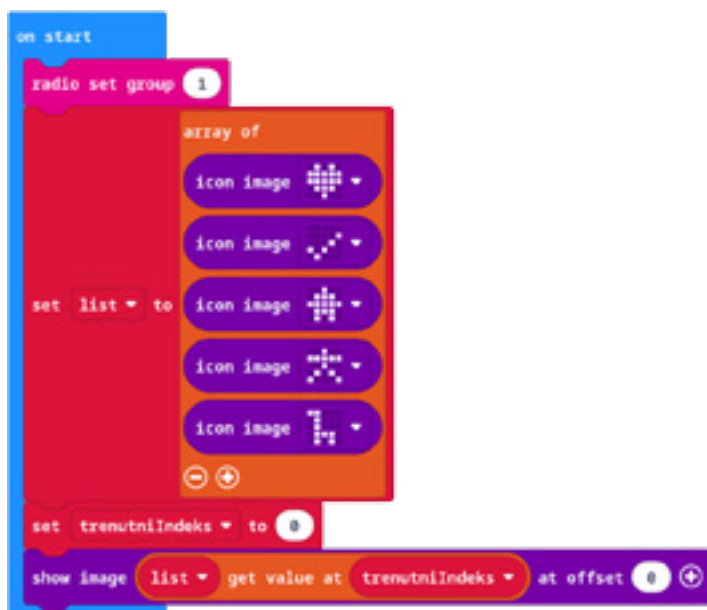 on start
radio set group 1
array of
icon image
icon image
set list to icon image
icon image
icon image
set trenutniIndeks to 0
show image list get value at trenutniIndeks at offset 0